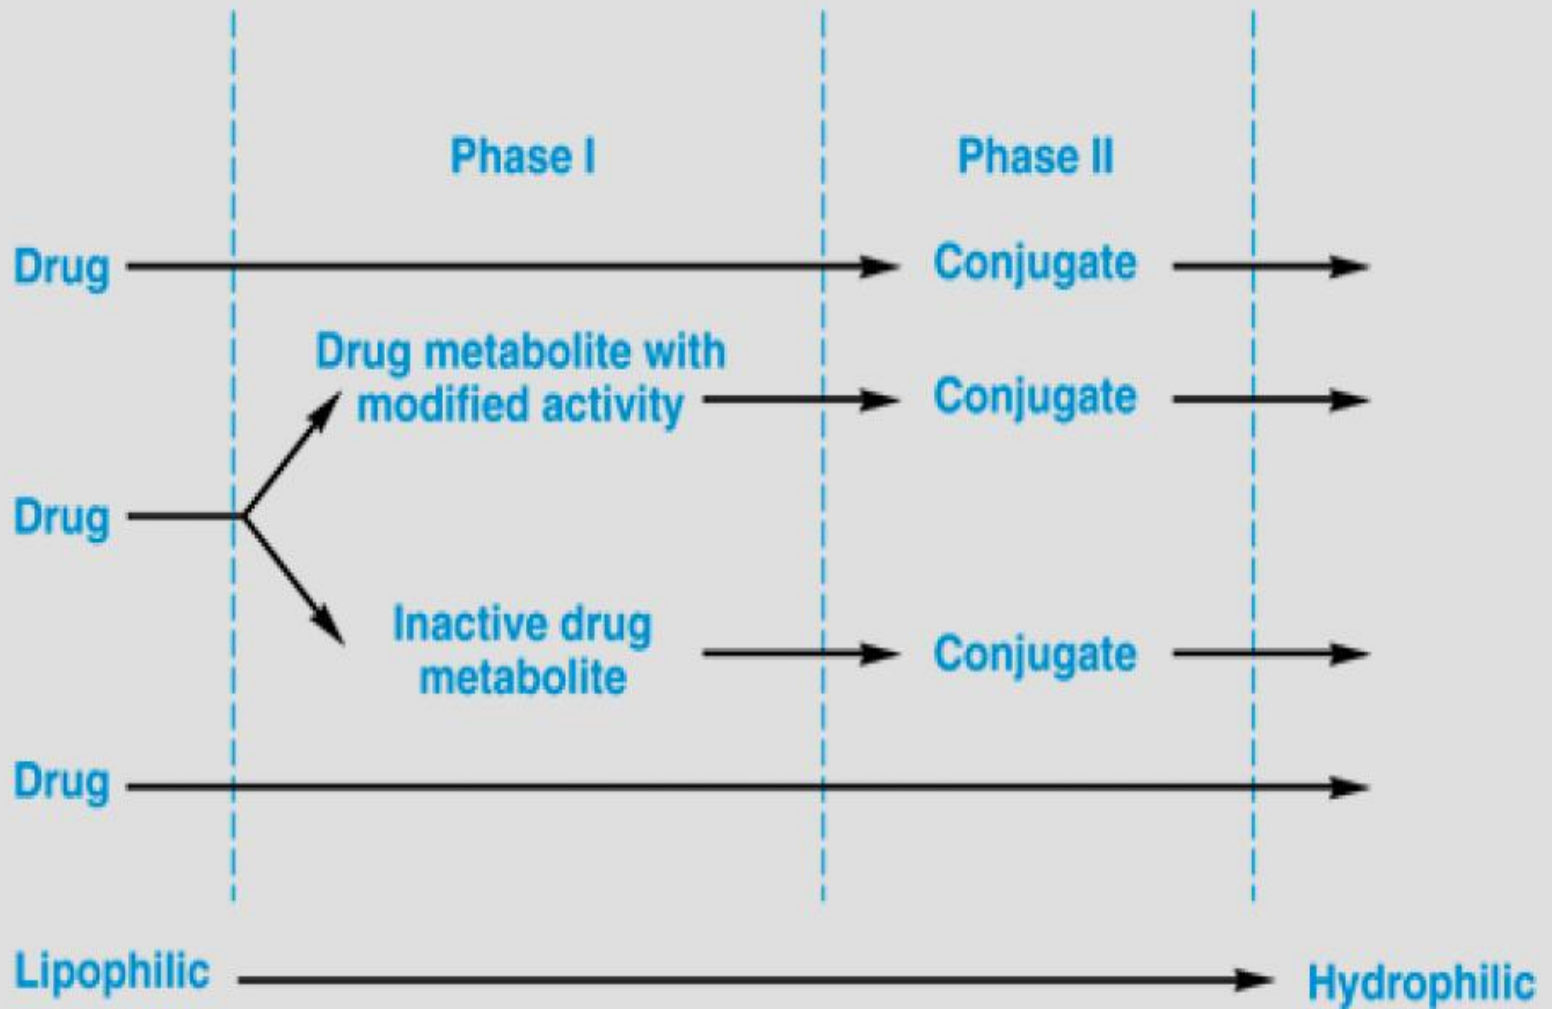 Phase I
Phase II
Drug
Conjugate
Drug metabolite with
modified activity
Conjugate
Drug
Inactive drug
metabolite
Conjugate
Drug
Lipophilic
Hydrophilic